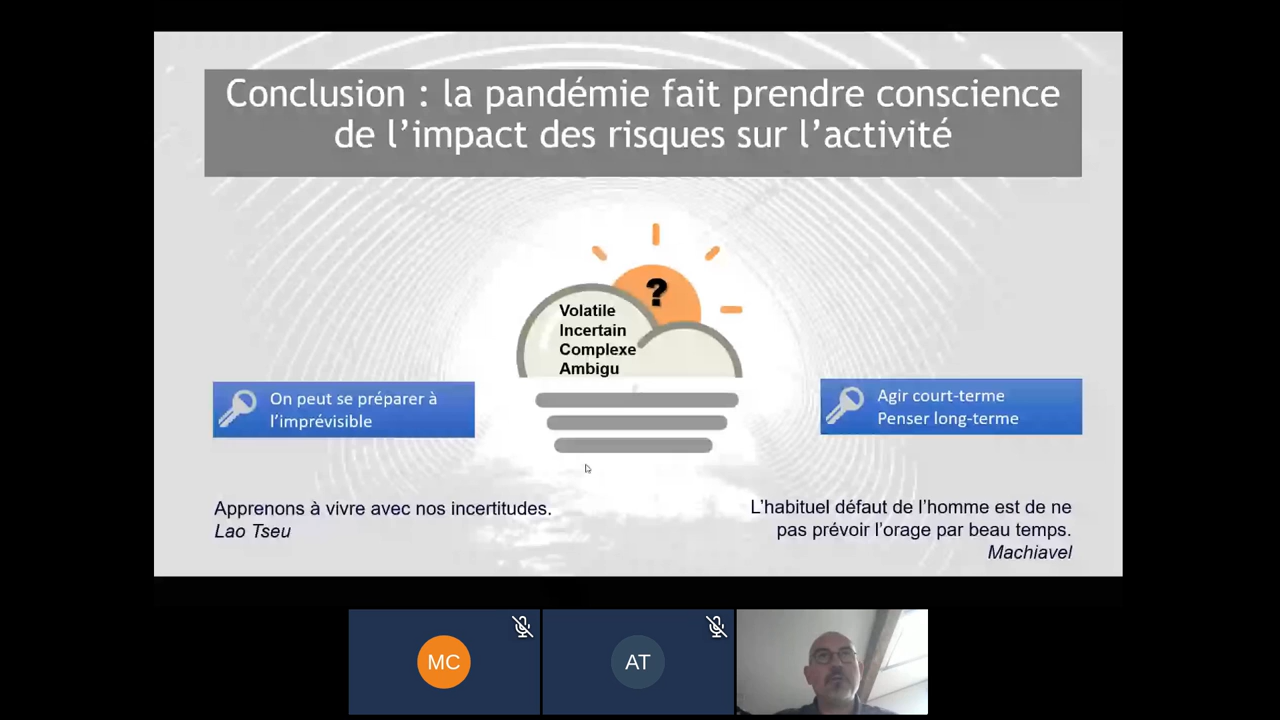 Conclusion : la pandémie fait prendre conscience
de l’impact des risques sur l’activité
?
Volatile
Incertain
Complexe
Ambigu
On peut se préparer à
l’imprévisible
Agir court-terme
Penser long-terme
Apprenons à vivre avec nos incertitudes.
Lao Tseu
L’habituel défaut de l’homme est de ne
pas prévoir l’orage par beau temps.
Machiavel
MC
AT